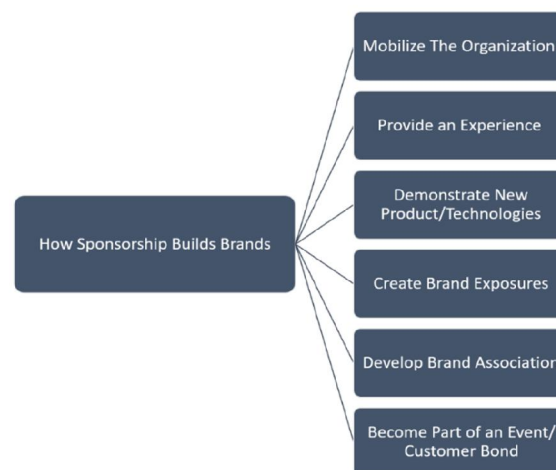 Mobilize The Organization
Provide an Experience
Demonstrate New
Product/Technologies
How Sponsorship Builds Brands
Create Brand Exposures
Develop Brand Association
Become Part of an Event/
Customer Bond